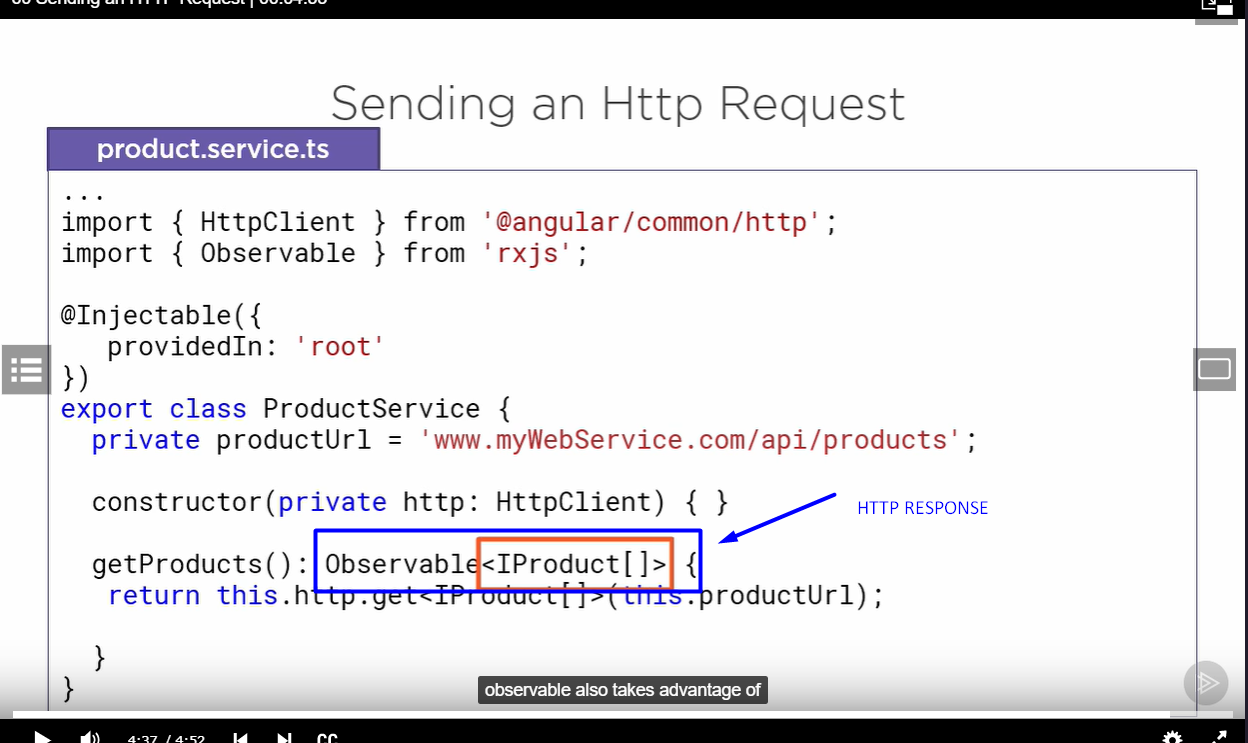 Sending an Http Request
product.service.ts
...
import { HttpClient } from '@angular/common/http';
import { Observable } from 'rxjs';
@Injectable({
providedIn: 'root'
})
export class ProductService {
private productUrl = 'www.myWebService.com/api/products';
constructor(private http: HttpClient) { }
HTTP RESPONSE
getProducts(): Observable<IProduct[]> {
return this.http.get<IProduct[]>(this.productUrl);
}
}
observable also takes advantage of
4:37 / 4:52
CC